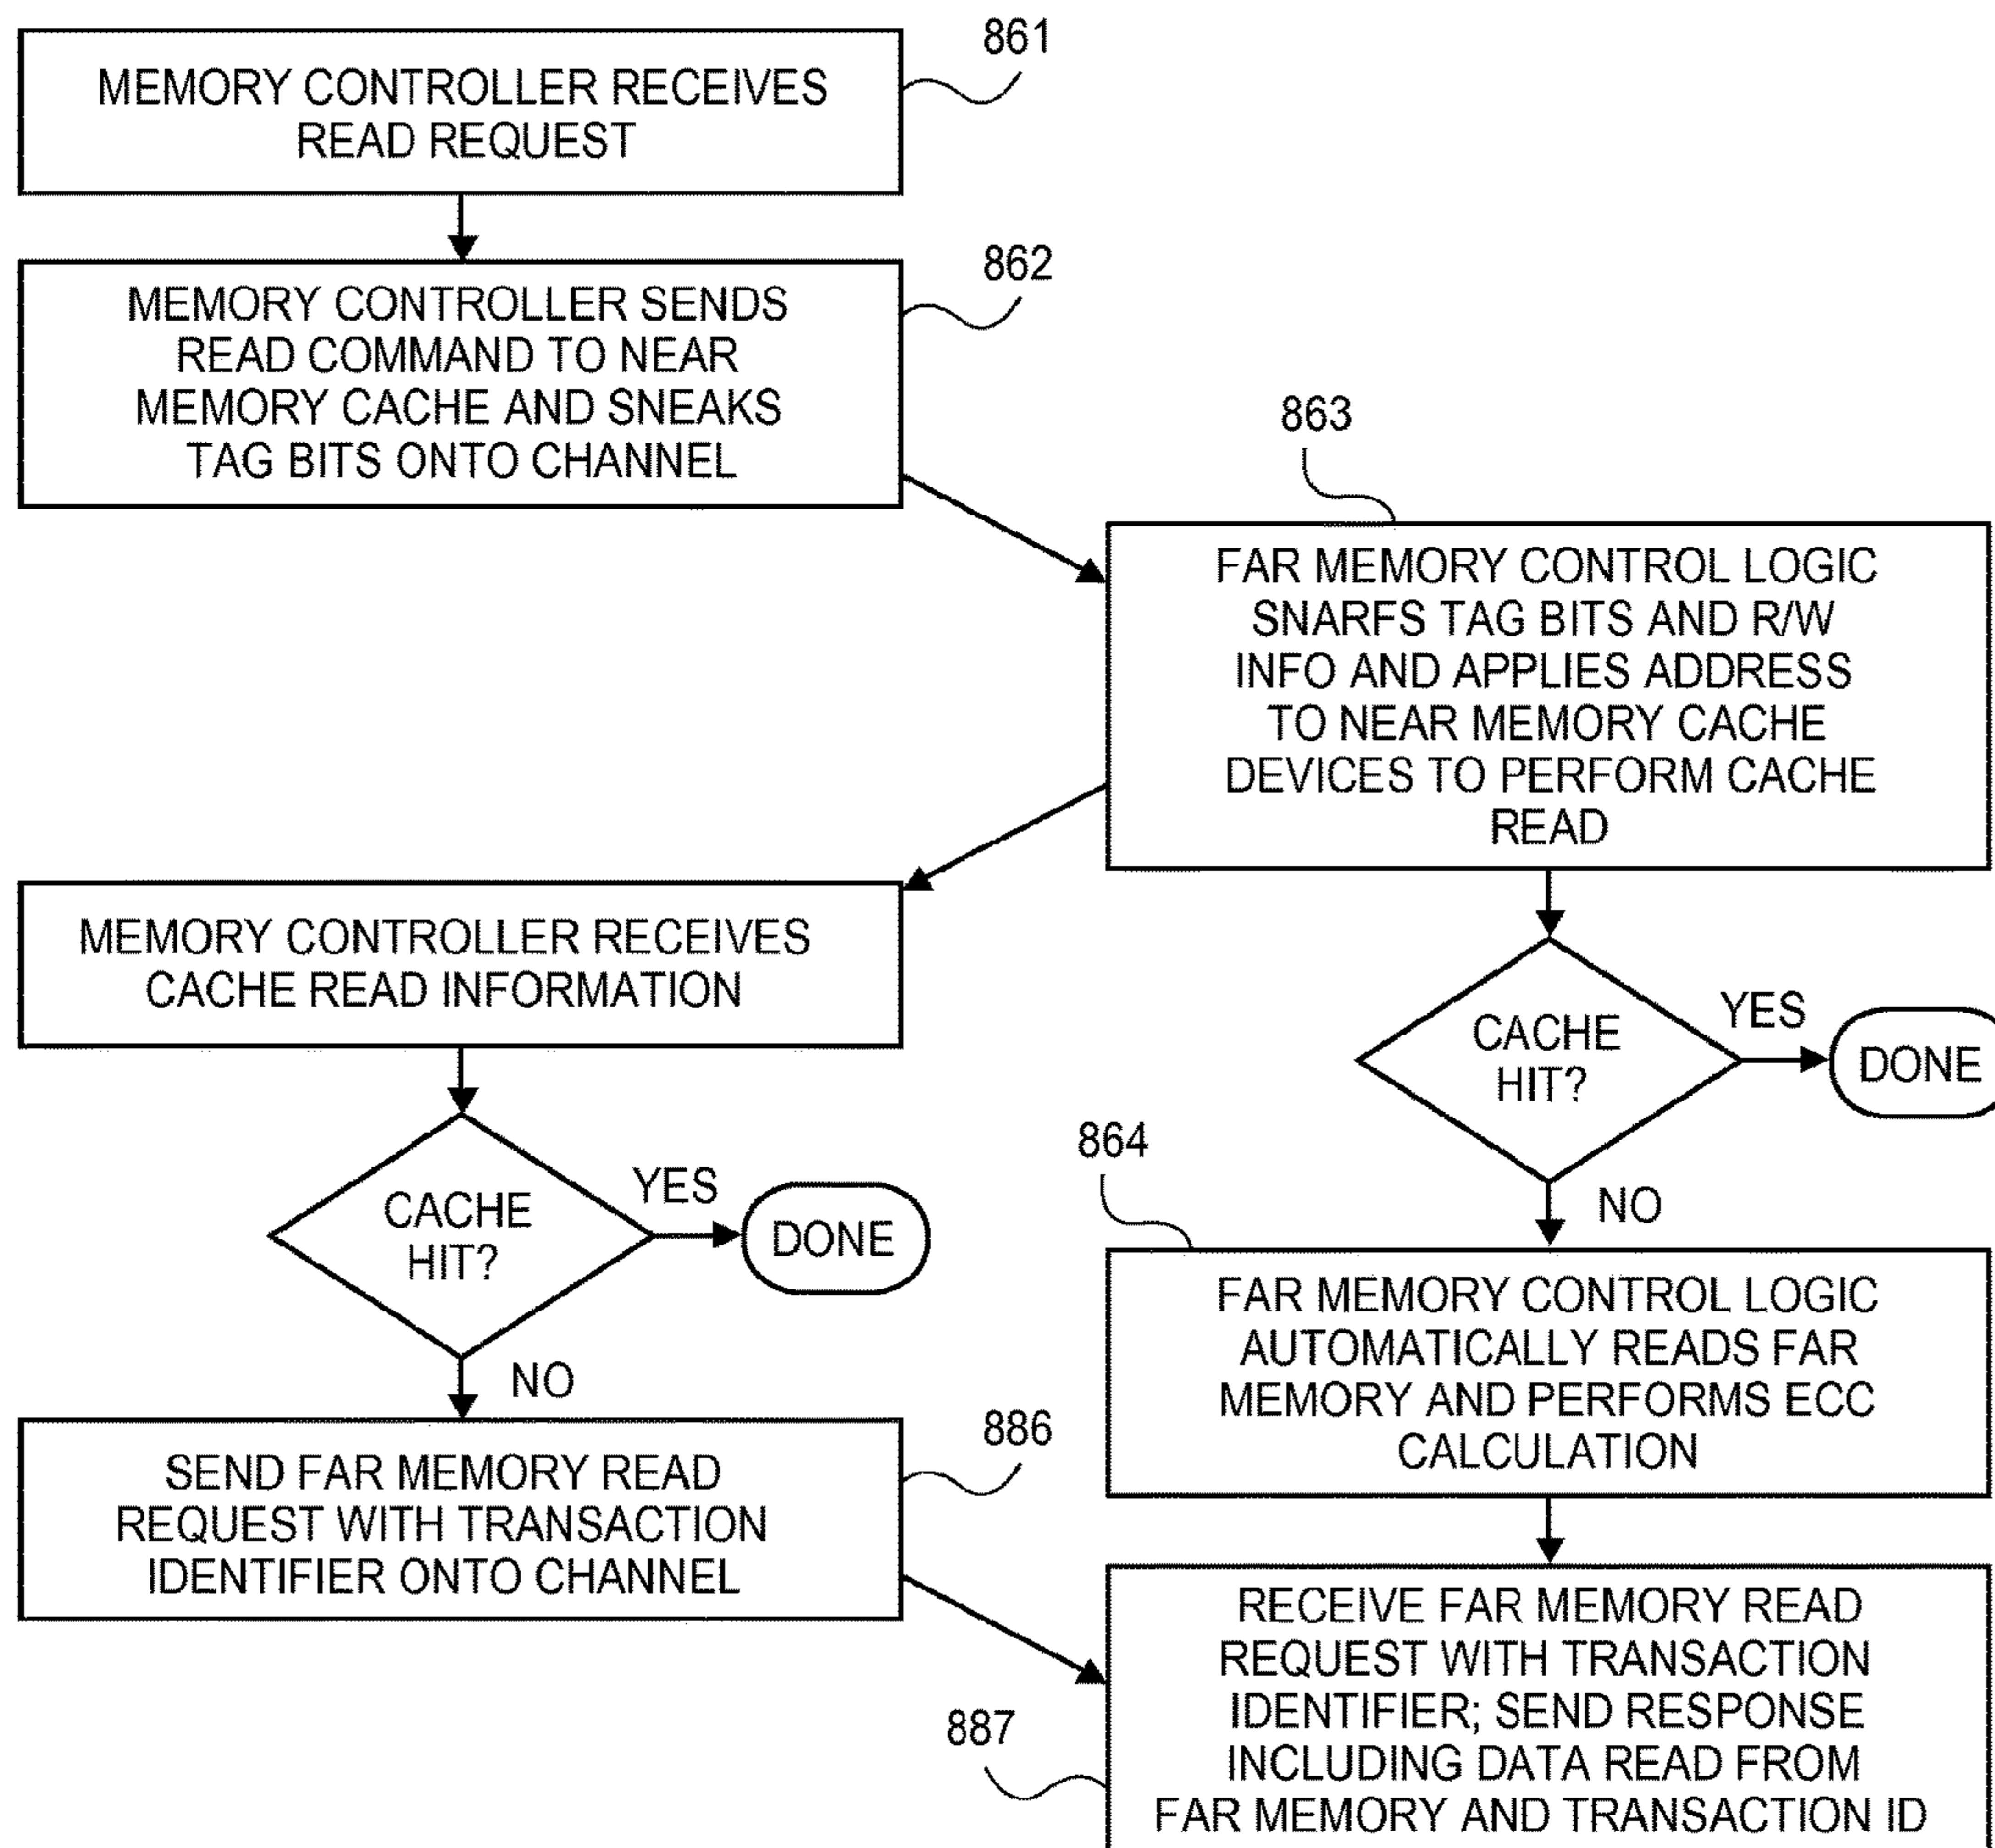 861
MEMORY CONTROLLER RECEIVES
READ REQUEST
862
MEMORY CONTROLLER SENDS
READ COMMAND TO NEAR
MEMORY CACHE AND SNEAKS
TAG BITS ONTO CHANNEL
863
FAR MEMORY CONTROL LOGIC
SNARFS TAG BITS AND R/W
INFO AND APPLIES ADDRESS
TO NEAR MEMORY CACHE
DEVICES TO PERFORM CACHE
READ
MEMORY CONTROLLER RECEIVES
CACHE READ INFORMATION
CACHE
HIT?
YES
DONE
NO
CACHE
HIT?
YES
DONE
NO
864
FAR MEMORY CONTROL LOGIC
AUTOMATICALLY READS FAR
MEMORY AND PERFORMS ECC
CALCULATION
886
SEND FAR MEMORY READ
REQUEST WITH TRANSACTION
IDENTIFIER ONTO CHANNEL
887
RECEIVE FAR MEMORY READ
REQUEST WITH TRANSACTION
IDENTIFIER; SEND RESPONSE
INCLUDING DATA READ FROM
FAR MEMORY AND TRANSACTION ID